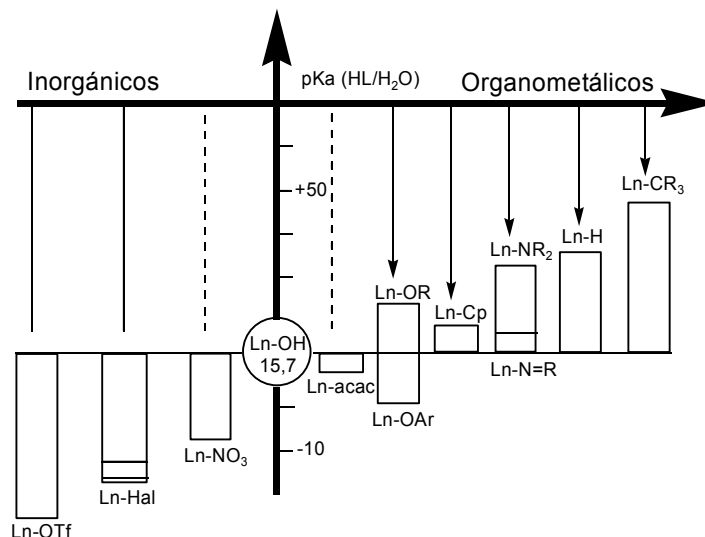 Inorgánicos
pKa (HL/H2O)
Organometálicos
+50
Ln-CR3
Ln-NR2
Ln-H
Ln-OR
Ln-Cp
Ln-OH
15,7
Ln-acac
Ln-N=R
Ln-OAr
Ln-NO3
-10
Ln-Hal
Ln-OTf